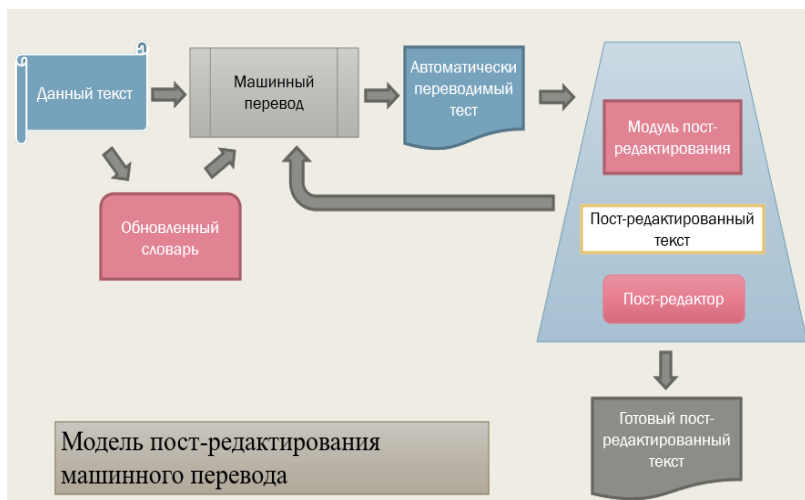 Данный текст
Машинный
перевод
Автоматически
переводимый
тест
Модуль пост-
редактирования
Обновленный
словарь
Пост-редактированный
текст
Пост-редактор
Готовый пост-
редактированный
текст
Модель пост-редактирования
машинного перевода